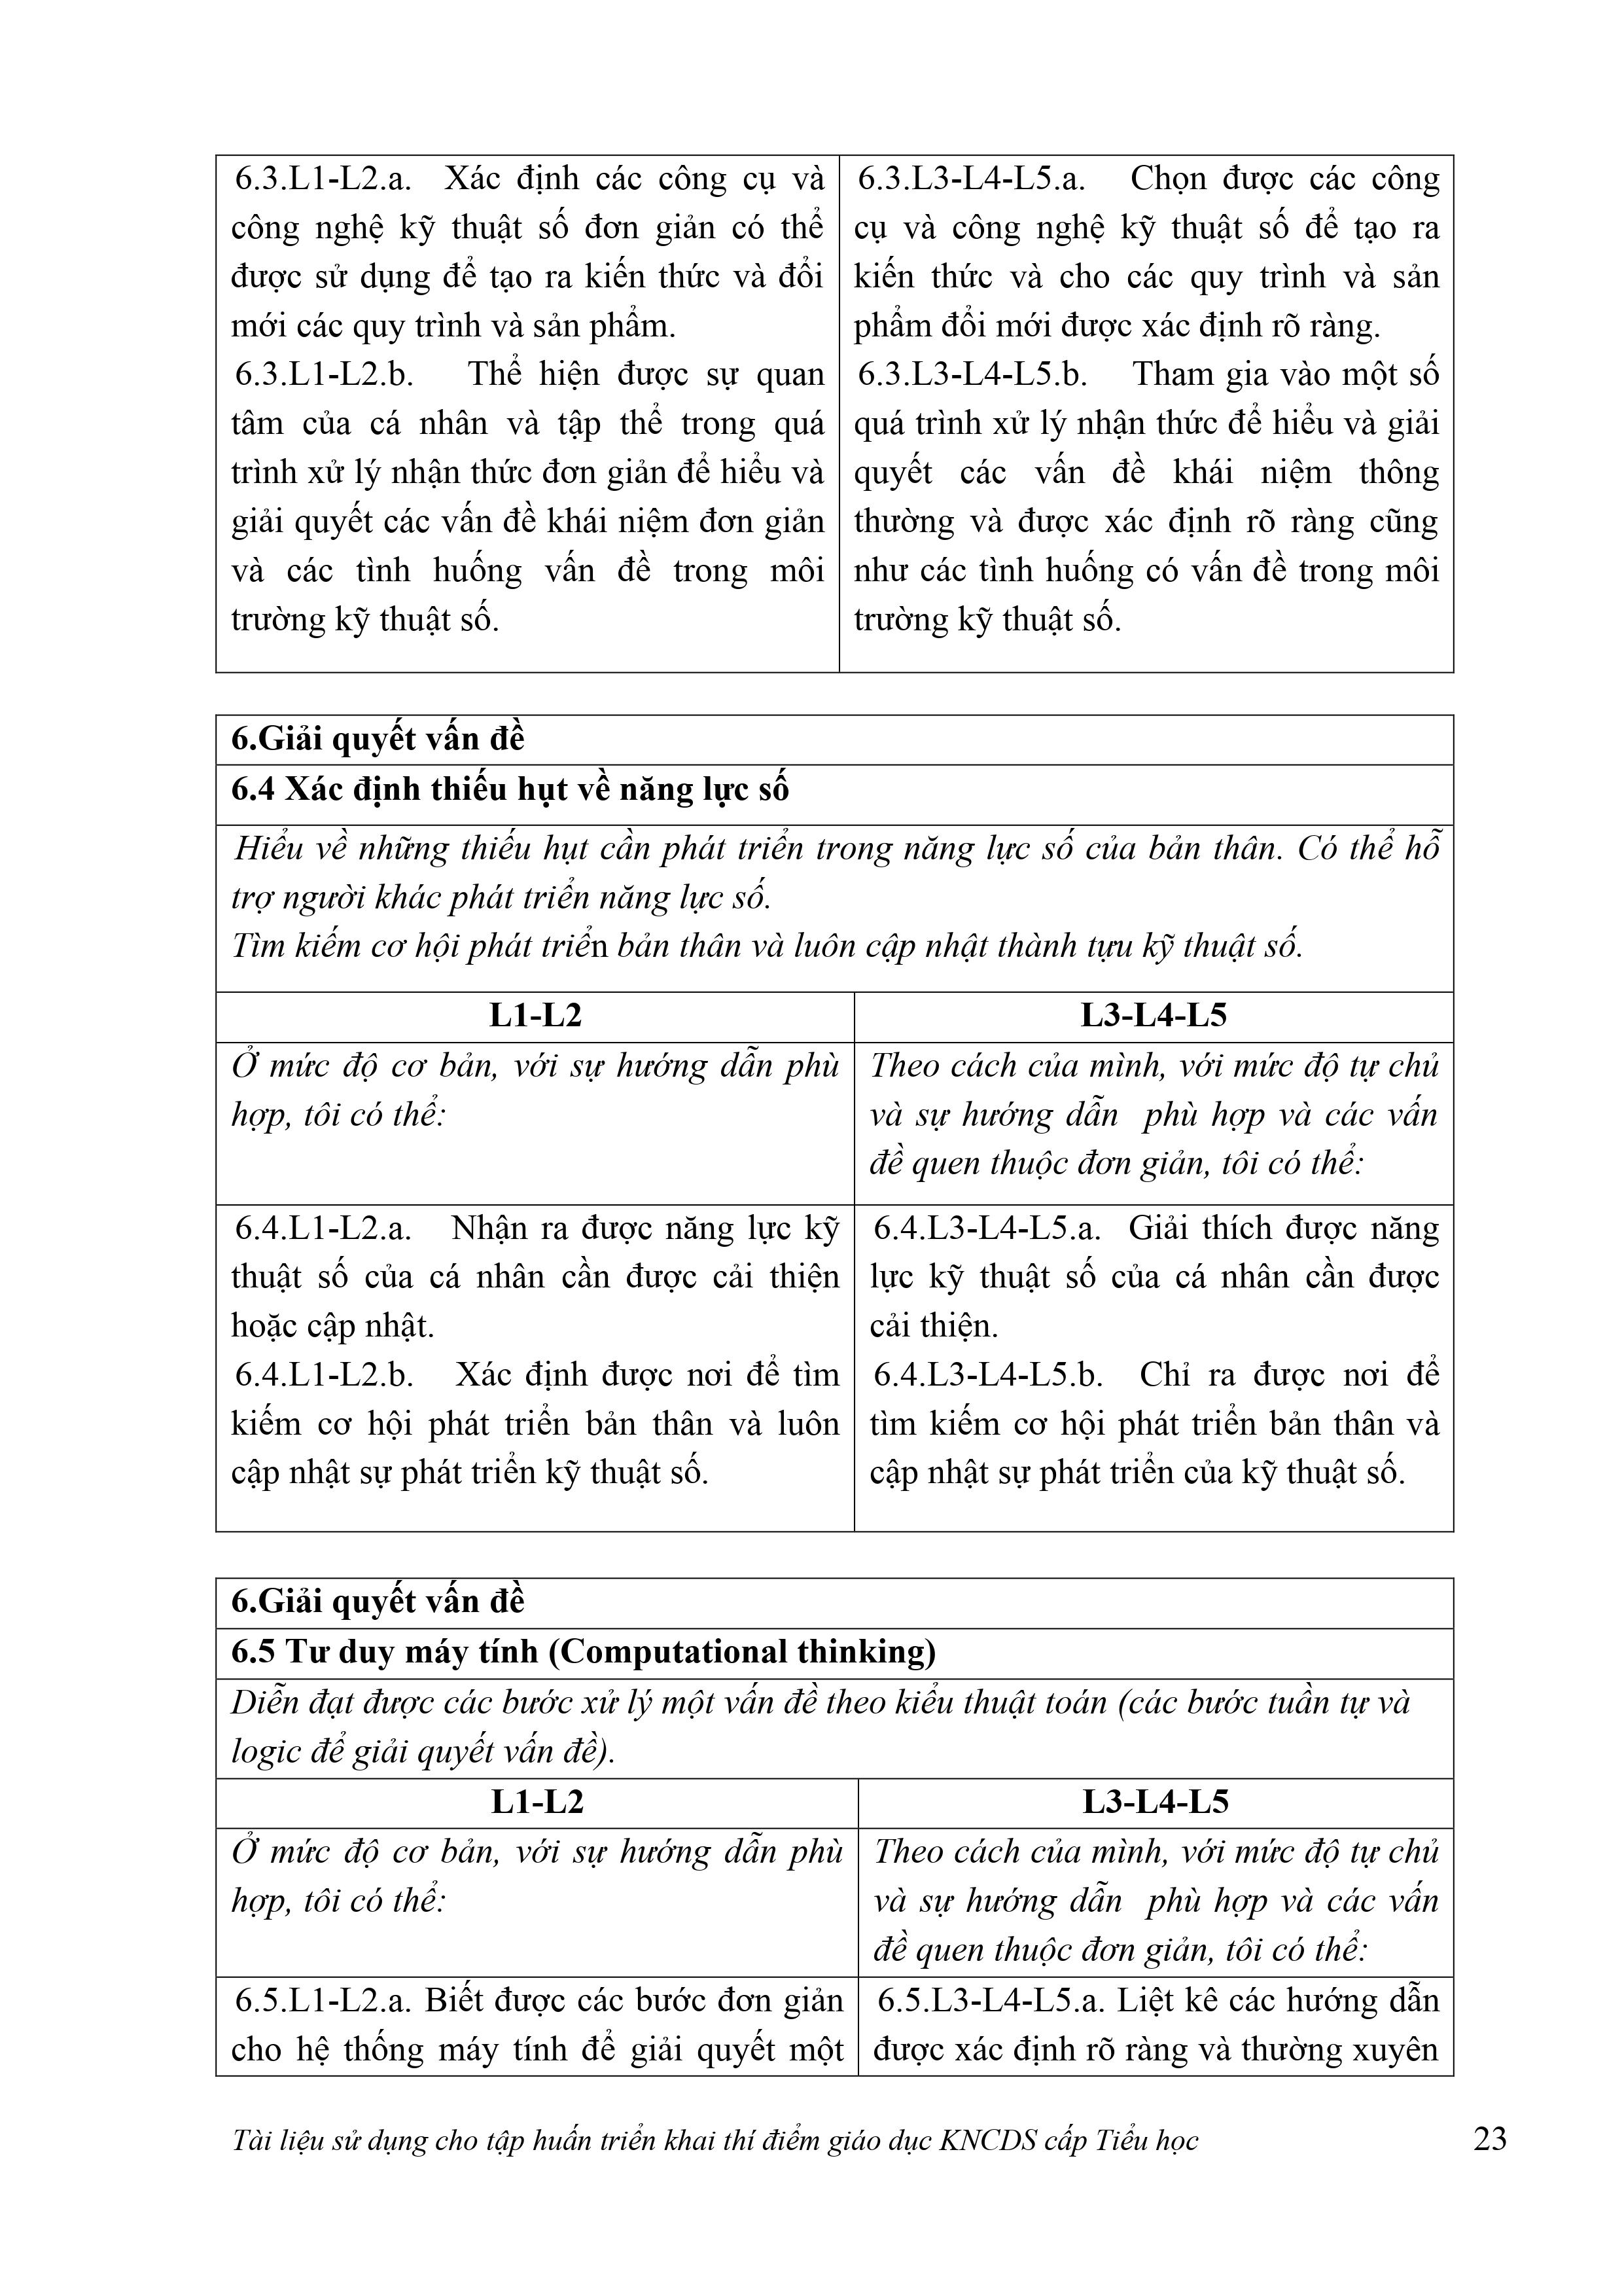 6.3.L1-L2.a. Xác định các công cụ và
công nghệ kỹ thuật số đơn giản có thể
được sử dụng để tạo ra kiến thức và đổi
mới các quy trình và sản phẩm.
6.3.L1-L2.b. Thể hiện được sự quan
tâm của cá nhân và tập thể trong quá
trình xử lý nhận thức đơn giản để hiểu và
giải quyết các vấn đề khái niệm đơn giản
và các tình huống vấn đề trong môi
trường kỹ thuật số.
6.3.L3-L4-L5.a. Chọn được các công
cụ và công nghệ kỹ thuật số để tạo ra
kiến thức và cho các quy trình và sản
phẩm đổi mới được xác định rõ ràng.
6.3.L3-L4-L5.b. Tham gia vào một số
quá trình xử lý nhận thức để hiểu và giải
quyết các vấn đề khái niệm thông
thường và được xác định rõ ràng cũng
như các tình huống có vấn đề trong môi
trường kỹ thuật số.
6.Giải quyết vấn đề
6.4 Xác định thiếu hụt về năng lực số
Hiểu về những thiếu hụt cần phát triển trong năng lực số của bản thân. Có thể hỗ
trợ người khác phát triển năng lực số.
Tìm kiếm cơ hội phát triển bản thân và luôn cập nhật thành tựu kỹ thuật số.
L1-L2
L3-L4-L5
Ở mức độ cơ bản, với sự hướng dẫn phù
hợp, tôi có thể:
Theo cách của mình, với mức độ tự chủ
và sự hướng dẫn phù hợp và các vấn
đề quen thuộc đơn giản, tôi có thể:
6.4.L1-L2.a. Nhận ra được năng lực kỹ
thuật số của cá nhân cần được cải thiện
hoặc cập nhật.
6.4.L1-L2.b. Xác định được nơi để tìm
kiếm cơ hội phát triển bản thân và luôn
cập nhật sự phát triển kỹ thuật số.
6.4.L3-L4-L5.a. Giải thích được năng
lực kỹ thuật số của cá nhân cần được
cải thiện.
6.4.L3-L4-L5.b. Chỉ ra được nơi để
tìm kiếm cơ hội phát triển bản thân và
cập nhật sự phát triển của kỹ thuật số.
6.Giải quyết vấn đề
6.5 Tư duy máy tính (Computational thinking)
Diễn đạt được các bước xử lý một vấn đề theo kiểu thuật toán (các bước tuần tự và
logic để giải quyết vấn đề).
L1-L2
L3-L4-L5
Ở mức độ cơ bản, với sự hướng dẫn phù
hợp, tôi có thể:
Theo cách của mình, với mức độ tự chủ
và sự hướng dẫn phù hợp và các vấn
đề quen thuộc đơn giản, tôi có thể:
6.5.L1-L2.a. Biết được các bước đơn giản
cho hệ thống máy tính để giải quyết một
6.5.L3-L4-L5.a. Liệt kê các hướng dẫn
được xác định rõ ràng và thường xuyên
Tài liệu sử dụng cho tập huấn triển khai thí điểm giáo dục KNCDS cấp Tiểu học
23